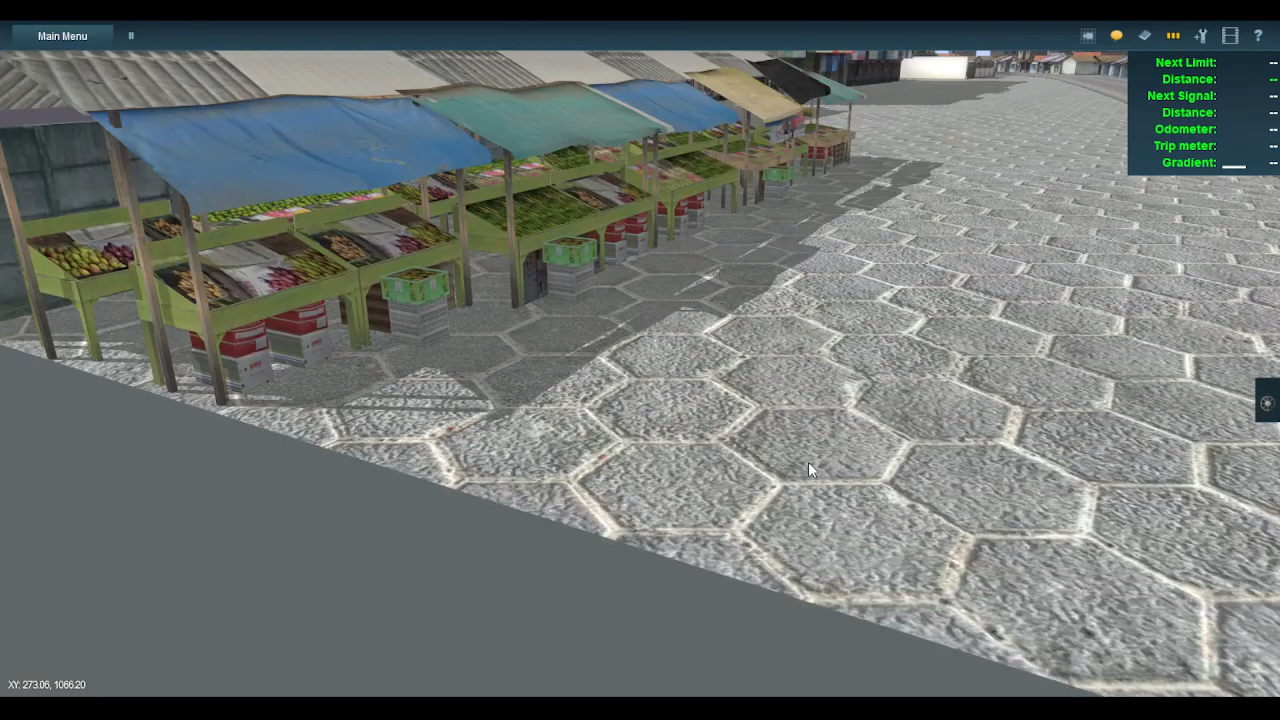 Main Menu
?
Next Limit: --
Distance: --
Next Signal: --
Distance: --
Odometer: --
Trip meter: --
Gradient:
XY: 273.06, 1066.20